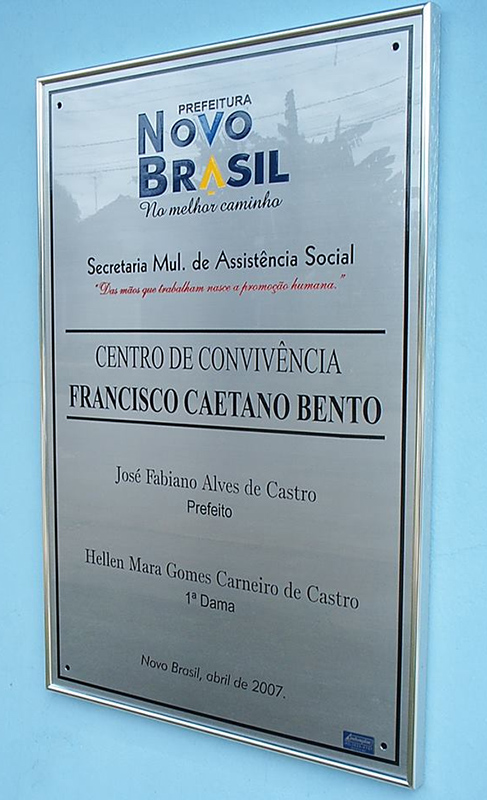 PREFEITURA
NOVO
BRASIL
No melhor caminho
Secretaria Mul. de Assistência Social
"Das mãos que trabalham nasce a promoção humana."
CENTRO DE CONVIVÊNCIA
FRANCISCO CAETANO BENTO
José Fabiano Alves de Castro
Prefeito
Hellen Mara Gomes Carneiro de Castro
1ª Dama
Novo Brasil, abril de 2007.